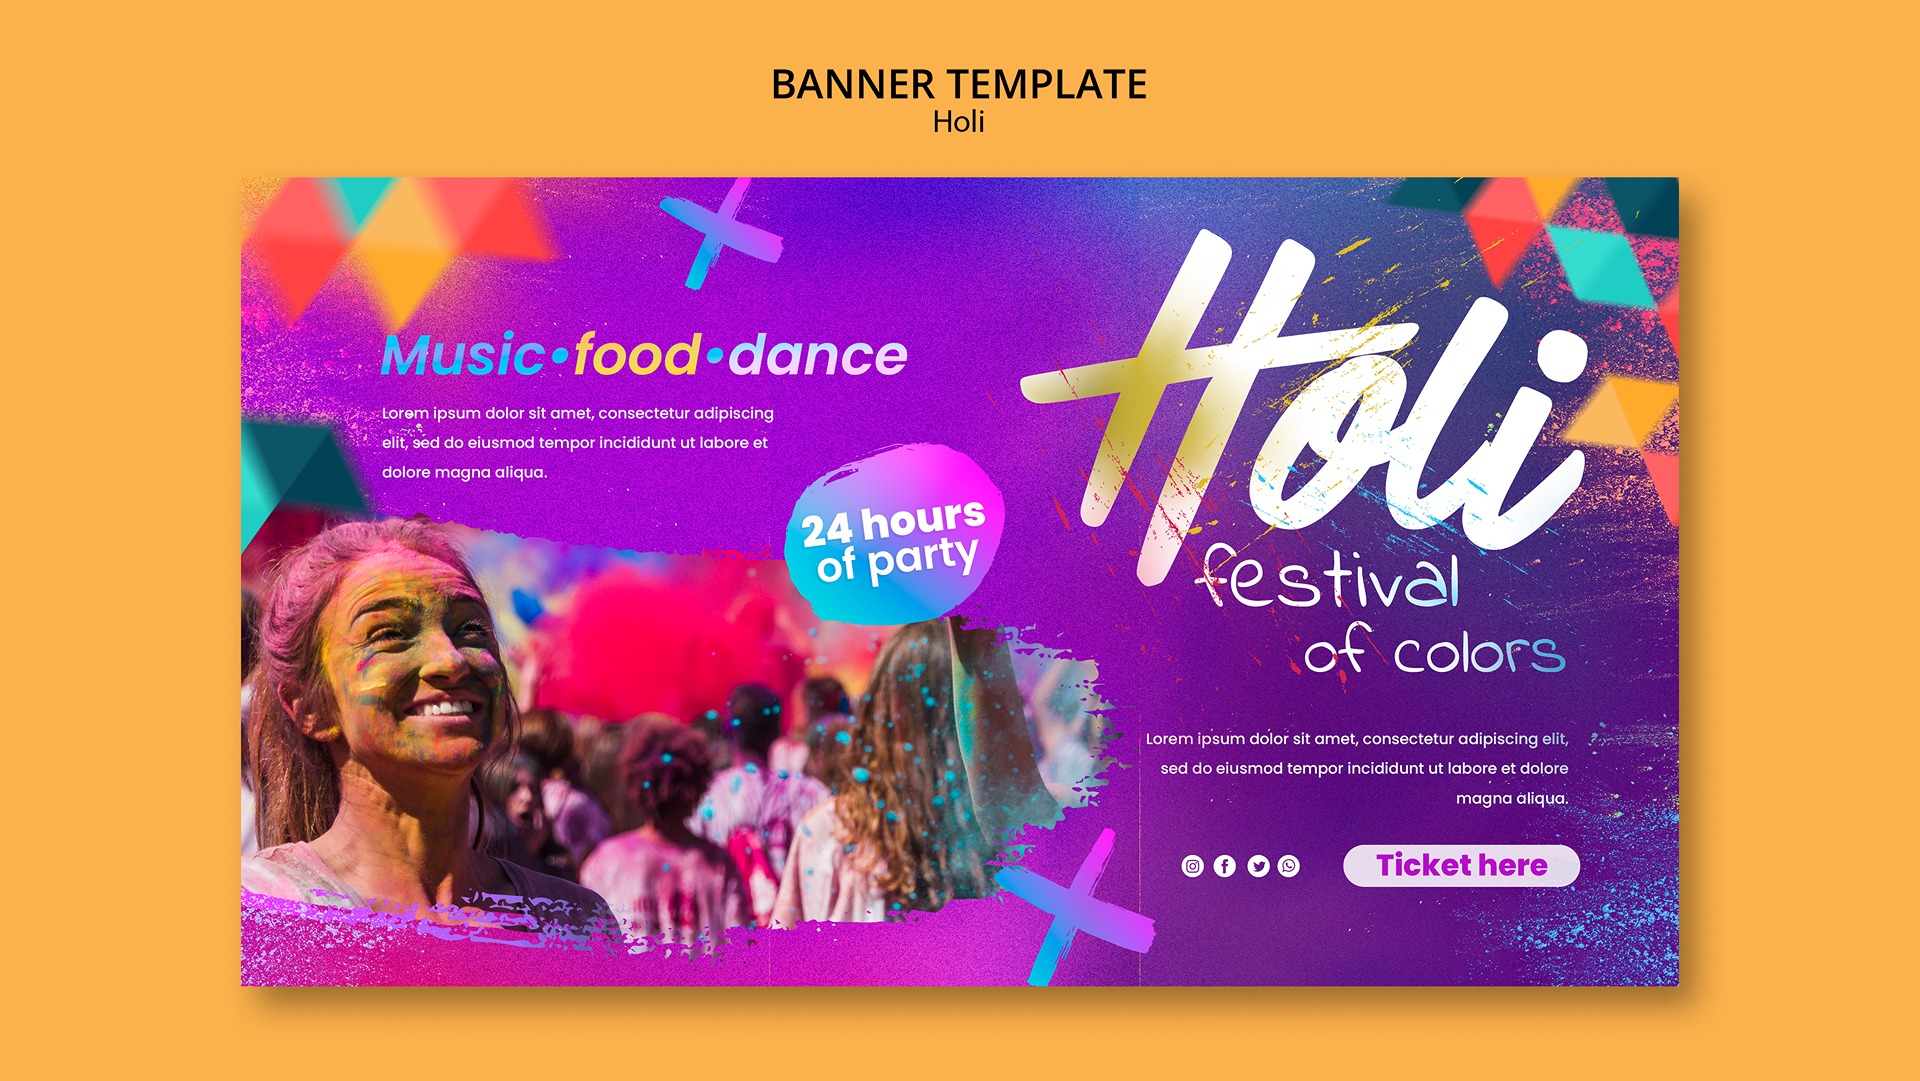 BANNER TEMPLATE
Holi
Music•food•dance
Lorem ipsum dolor sit amet, consectetur adipiscing
elit, sed do eiusmod tempor incididunt ut labore et
dolore magna aliqua.
24 hours
of party
Holi
festival
of colors
Lorem ipsum dolor sit amet, consectetur adipiscing elit,
sed do eiusmod tempor incididunt ut labore et dolore
magna aliqua.
Ticket here